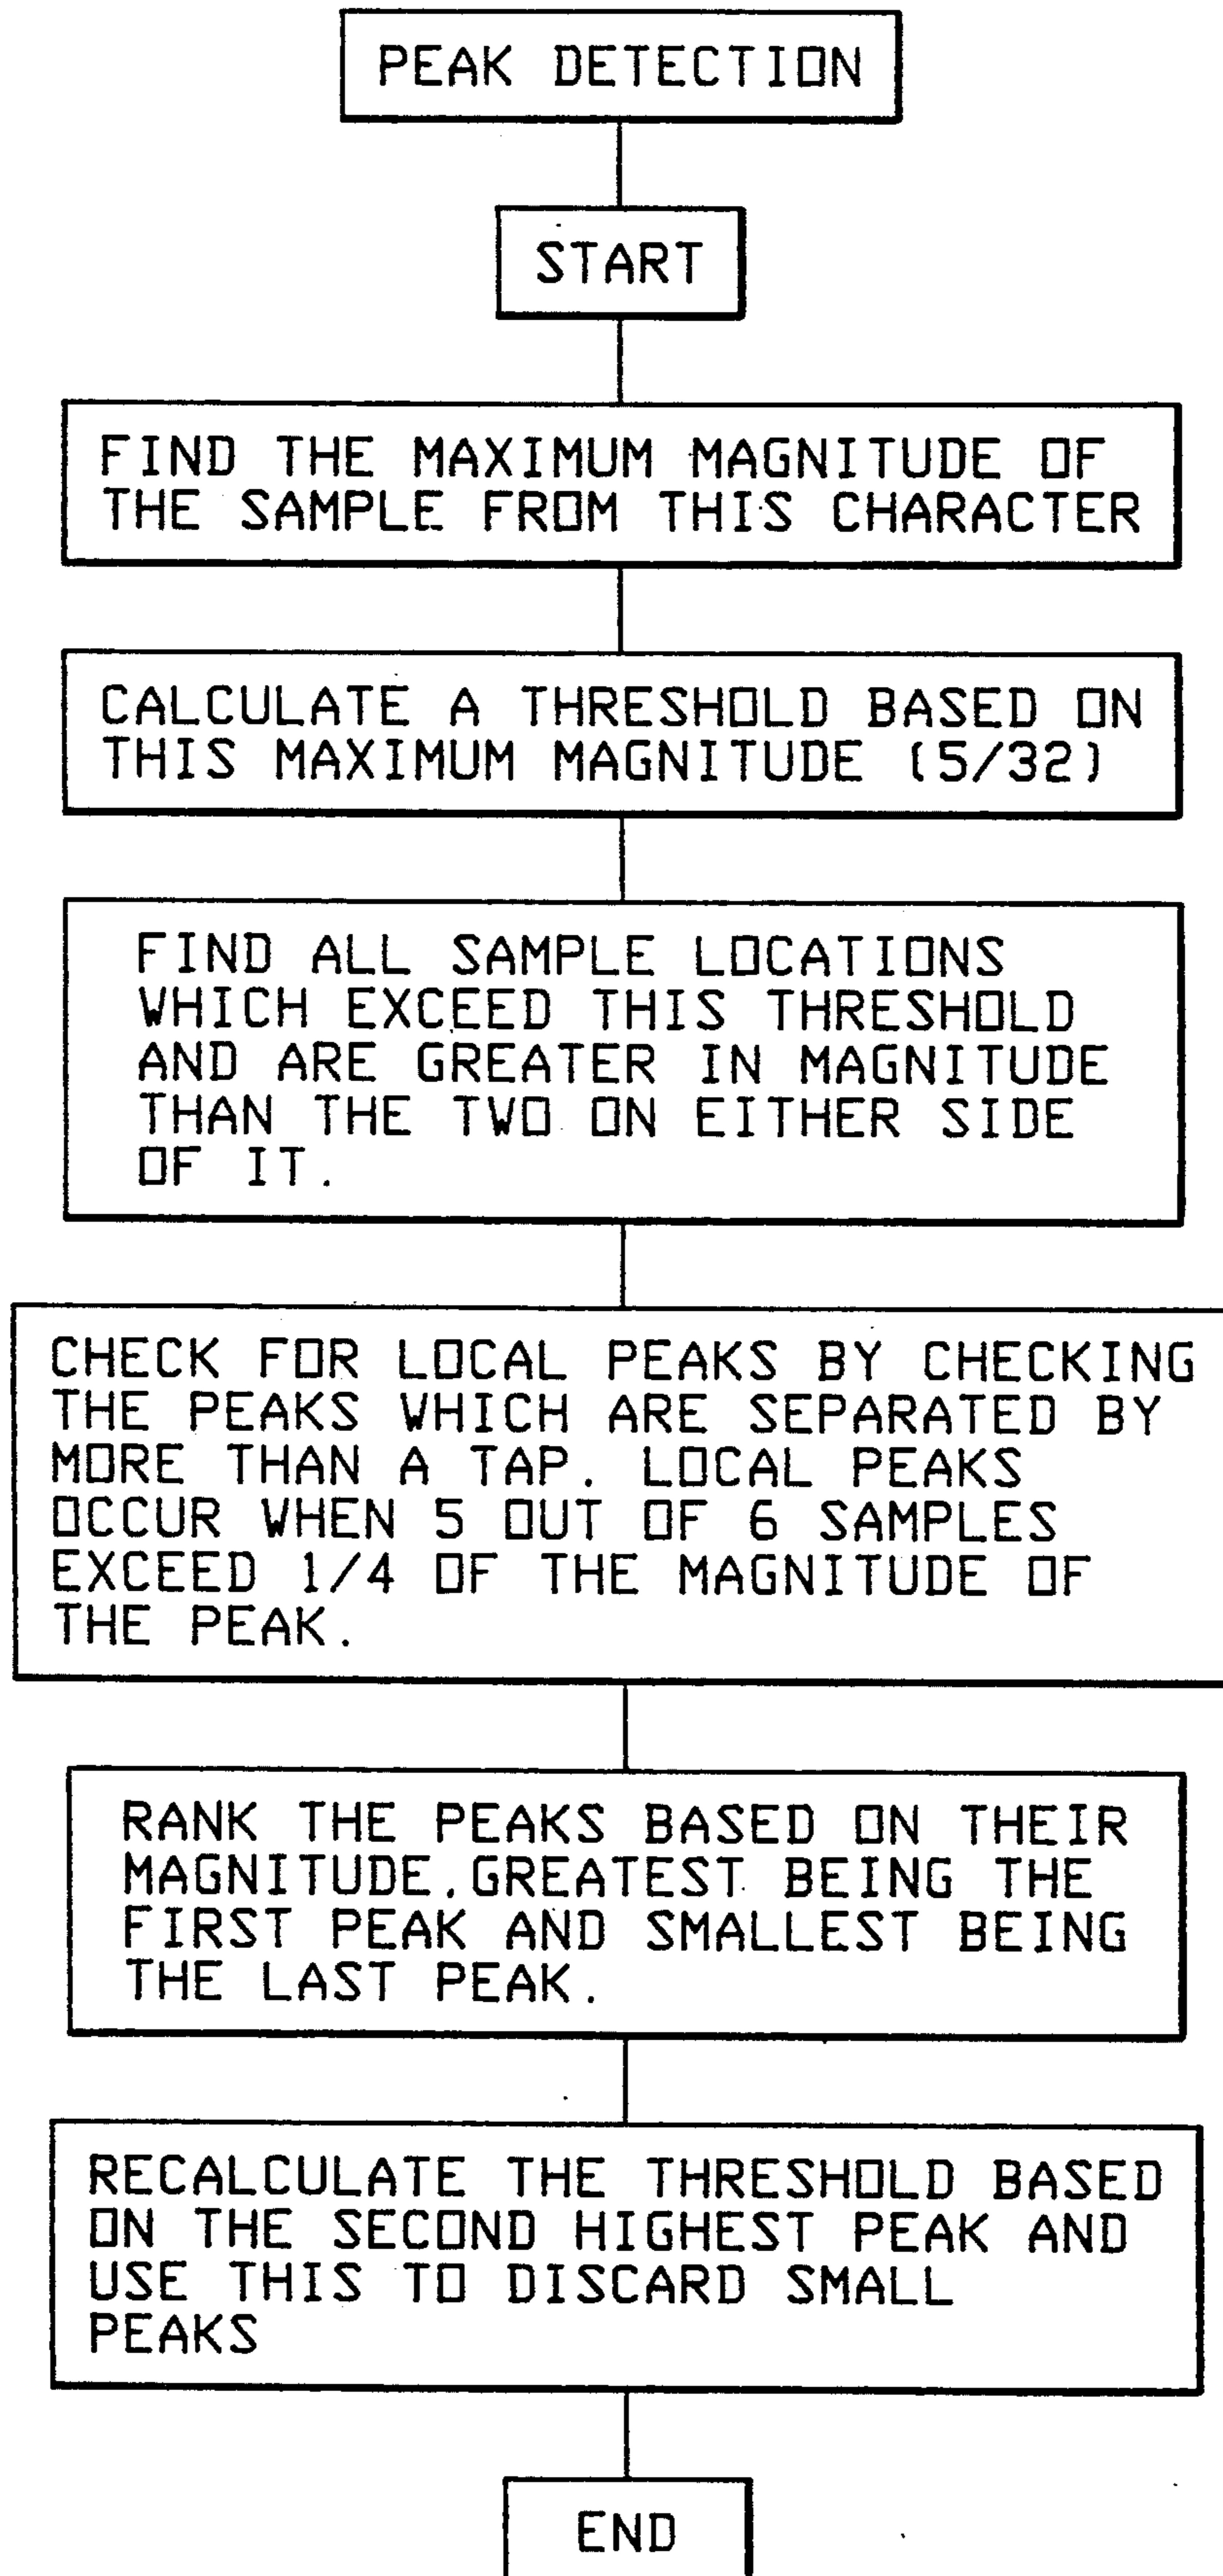 PEAK DETECTION
START
FIND THE MAXIMUM MAGNITUDE OF
THE SAMPLE FROM THIS CHARACTER
CALCULATE A THRESHOLD BASED ON
THIS MAXIMUM MAGNITUDE (5/32)
FIND ALL SAMPLE LOCATIONS
WHICH EXCEED THIS THRESHOLD
AND ARE GREATER IN MAGNITUDE
THAN THE TWO ON EITHER SIDE
OF IT.
CHECK FOR LOCAL PEAKS BY CHECKING
THE PEAKS WHICH ARE SEPARATED BY
MORE THAN A TAP. LOCAL PEAKS
OCCUR WHEN 5 OUT OF 6 SAMPLES
EXCEED 1/4 OF THE MAGNITUDE OF
THE PEAK.
RANK THE PEAKS BASED ON THEIR
MAGNITUDE, GREATEST BEING THE
FIRST PEAK AND SMALLEST BEING
THE LAST PEAK.
RECALCULATE THE THRESHOLD BASED
ON THE SECOND HIGHEST PEAK AND
USE THIS TO DISCARD SMALL
PEAKS
END